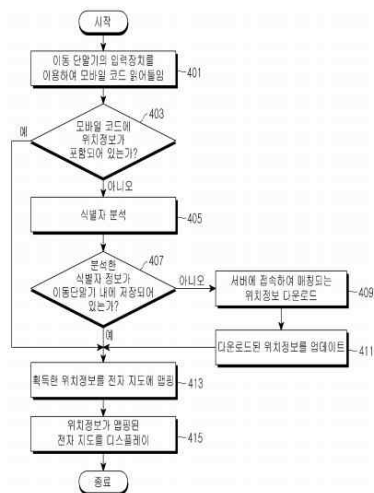 시작
이동 단말기의 입력장치를
이용하여 모바일 코드 읽어들임
401
403
모바일 코드에
위치정보가
포함되어 있는가?
예
아니오
식별자 분석
405
407
분석한
식별자 정보가
이동단말기 내에 저장되어
있는가?
아니오
서버에 접속하여 매칭되는
위치정보 다운로드
409
예
다운로드된 위치정보를 업데이트
411
획득한 위치정보를 전자 지도에 맵핑
413
위치정보가 맵핑된
전자 지도를 디스플레이
415
종료